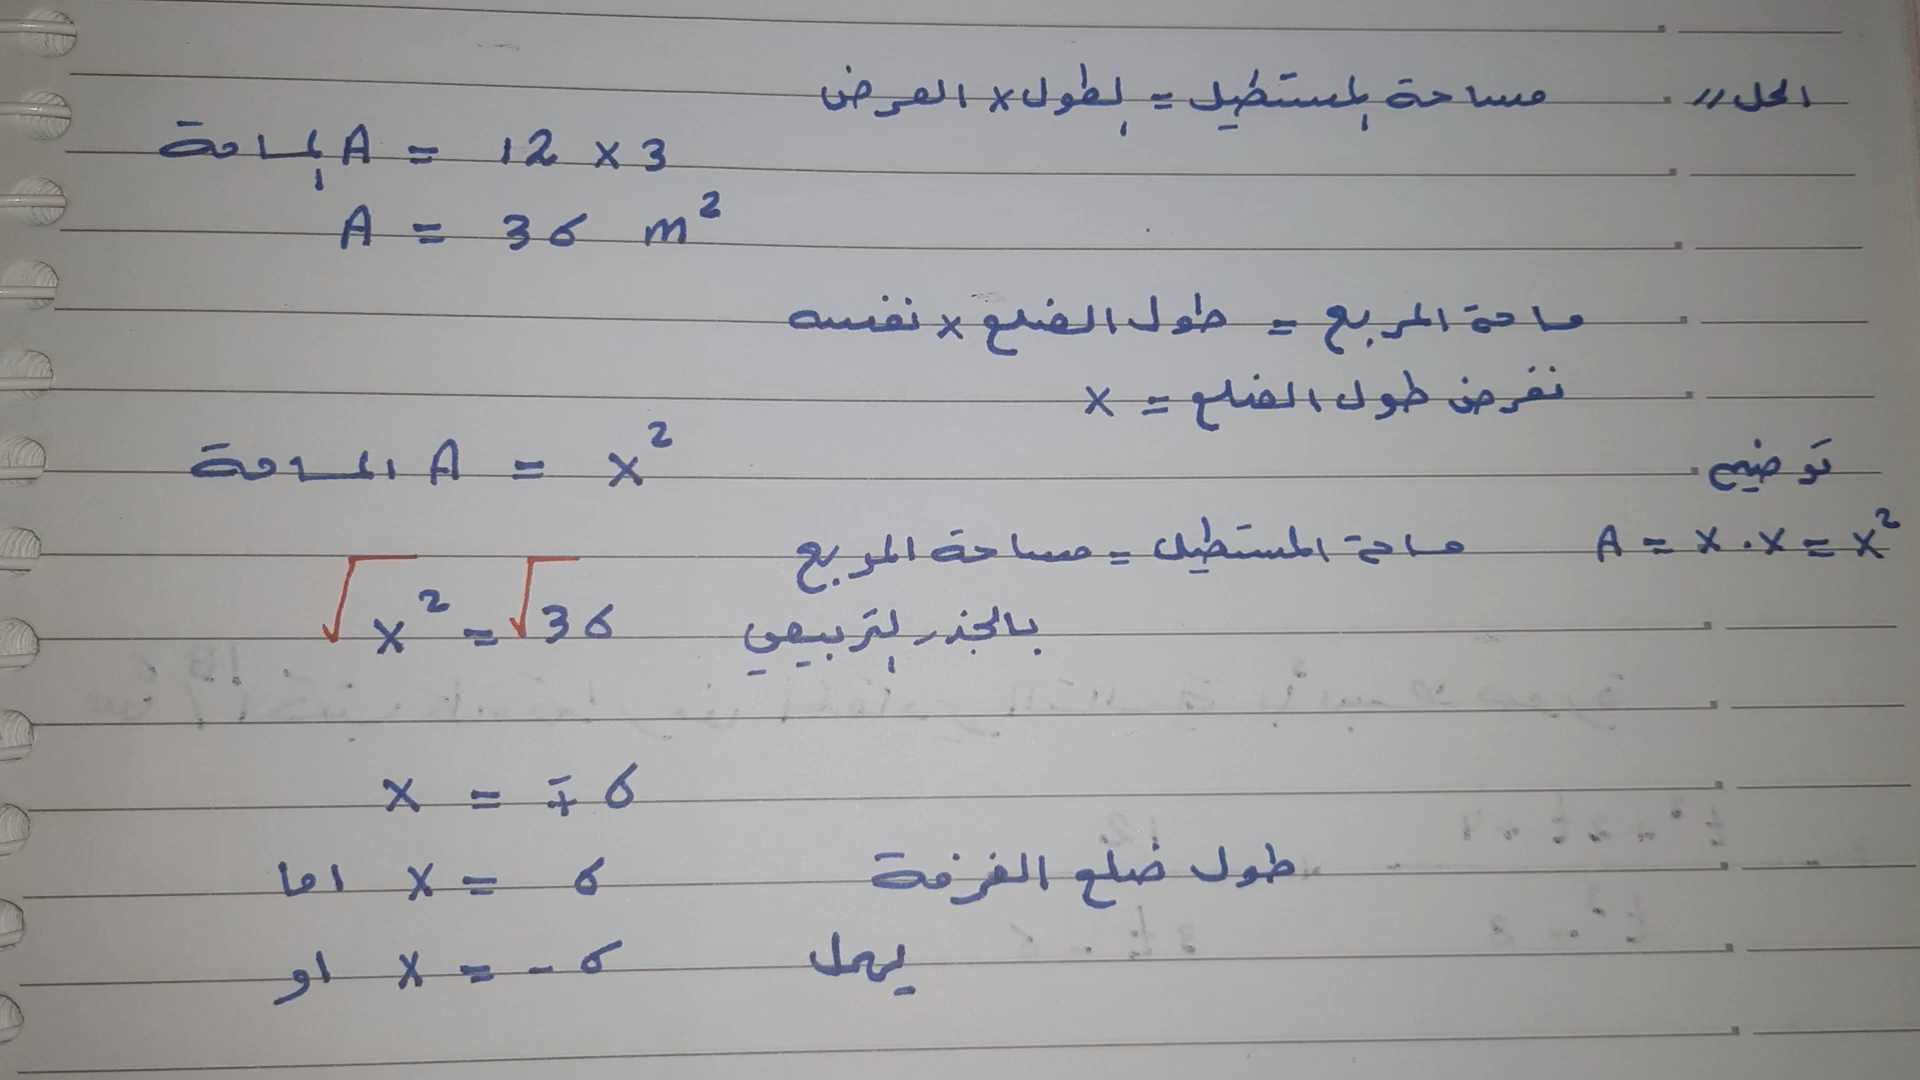 الحل // مساحة المستطيل = الطول × العرض
المساحة A = 12 × 3
A = 36 m²
مساحة المربع = طول الضلع × نفسه
نفرض طول الضلع = x
المساحة A = x²
توضيح
مساحة المستطيل = مساحة المربع
A = x . x = x²
√x² = √36 بالجذر التربيعي
x = ∓ 6
اما x = 6 طول ضلع الغرفة
او x = - 6 يهمل